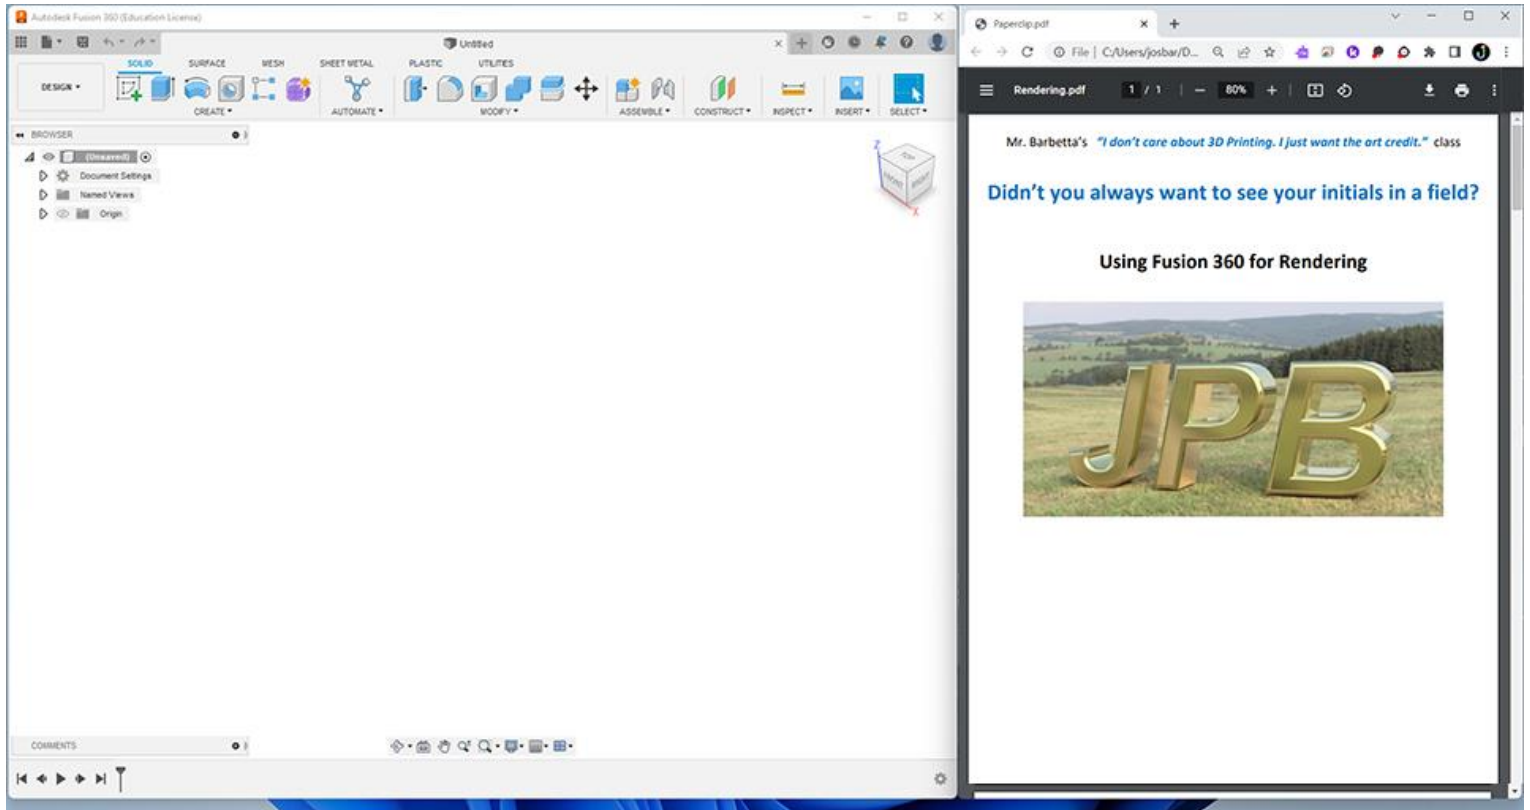 Autodesk Fusion 360 (Education License)
Untitled
SOLID SURFACE MESH SHEET METAL PLASTIC UTILITIES
DESIGN
CREATE AUTOMATE MODIFY ASSEMBLE CONSTRUCT INSPECT INSERT SELECT
BROWSER
(Unsaved)
Document Settings
Named Views
Origin
Z
TOP
FRONT RIGHT
X
COMMENTS
Paperclip.pdf
File | C:/Users/josbar/D...
Rendering.pdf 1 / 1 | − 80% + |
Mr. Barbetta's "I don't care about 3D Printing. I just want the art credit." class
Didn't you always want to see your initials in a field?
Using Fusion 360 for Rendering
JPB